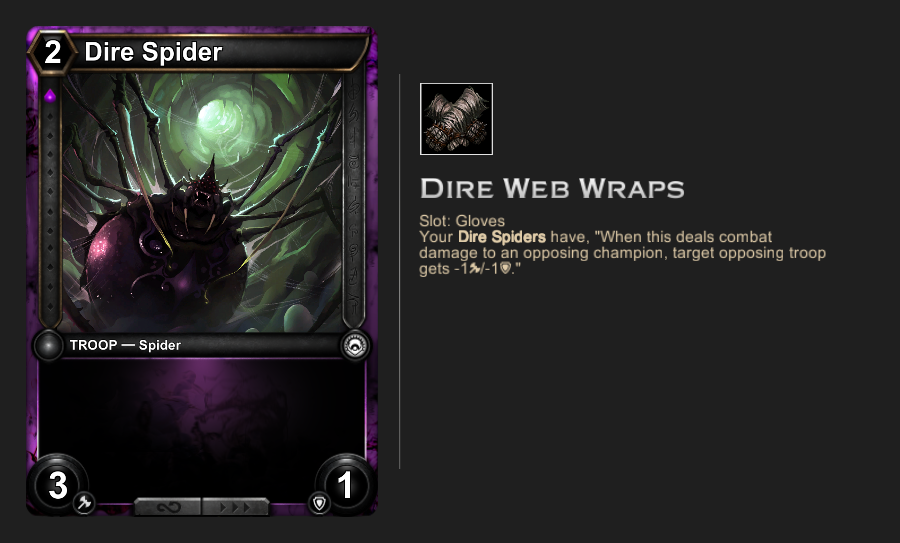 2 Dire Spider
TROOP — Spider
3
1
DIRE WEB WRAPS
Slot: Gloves
Your Dire Spiders have, "When this deals combat
damage to an opposing champion, target opposing troop
gets -1/-1."